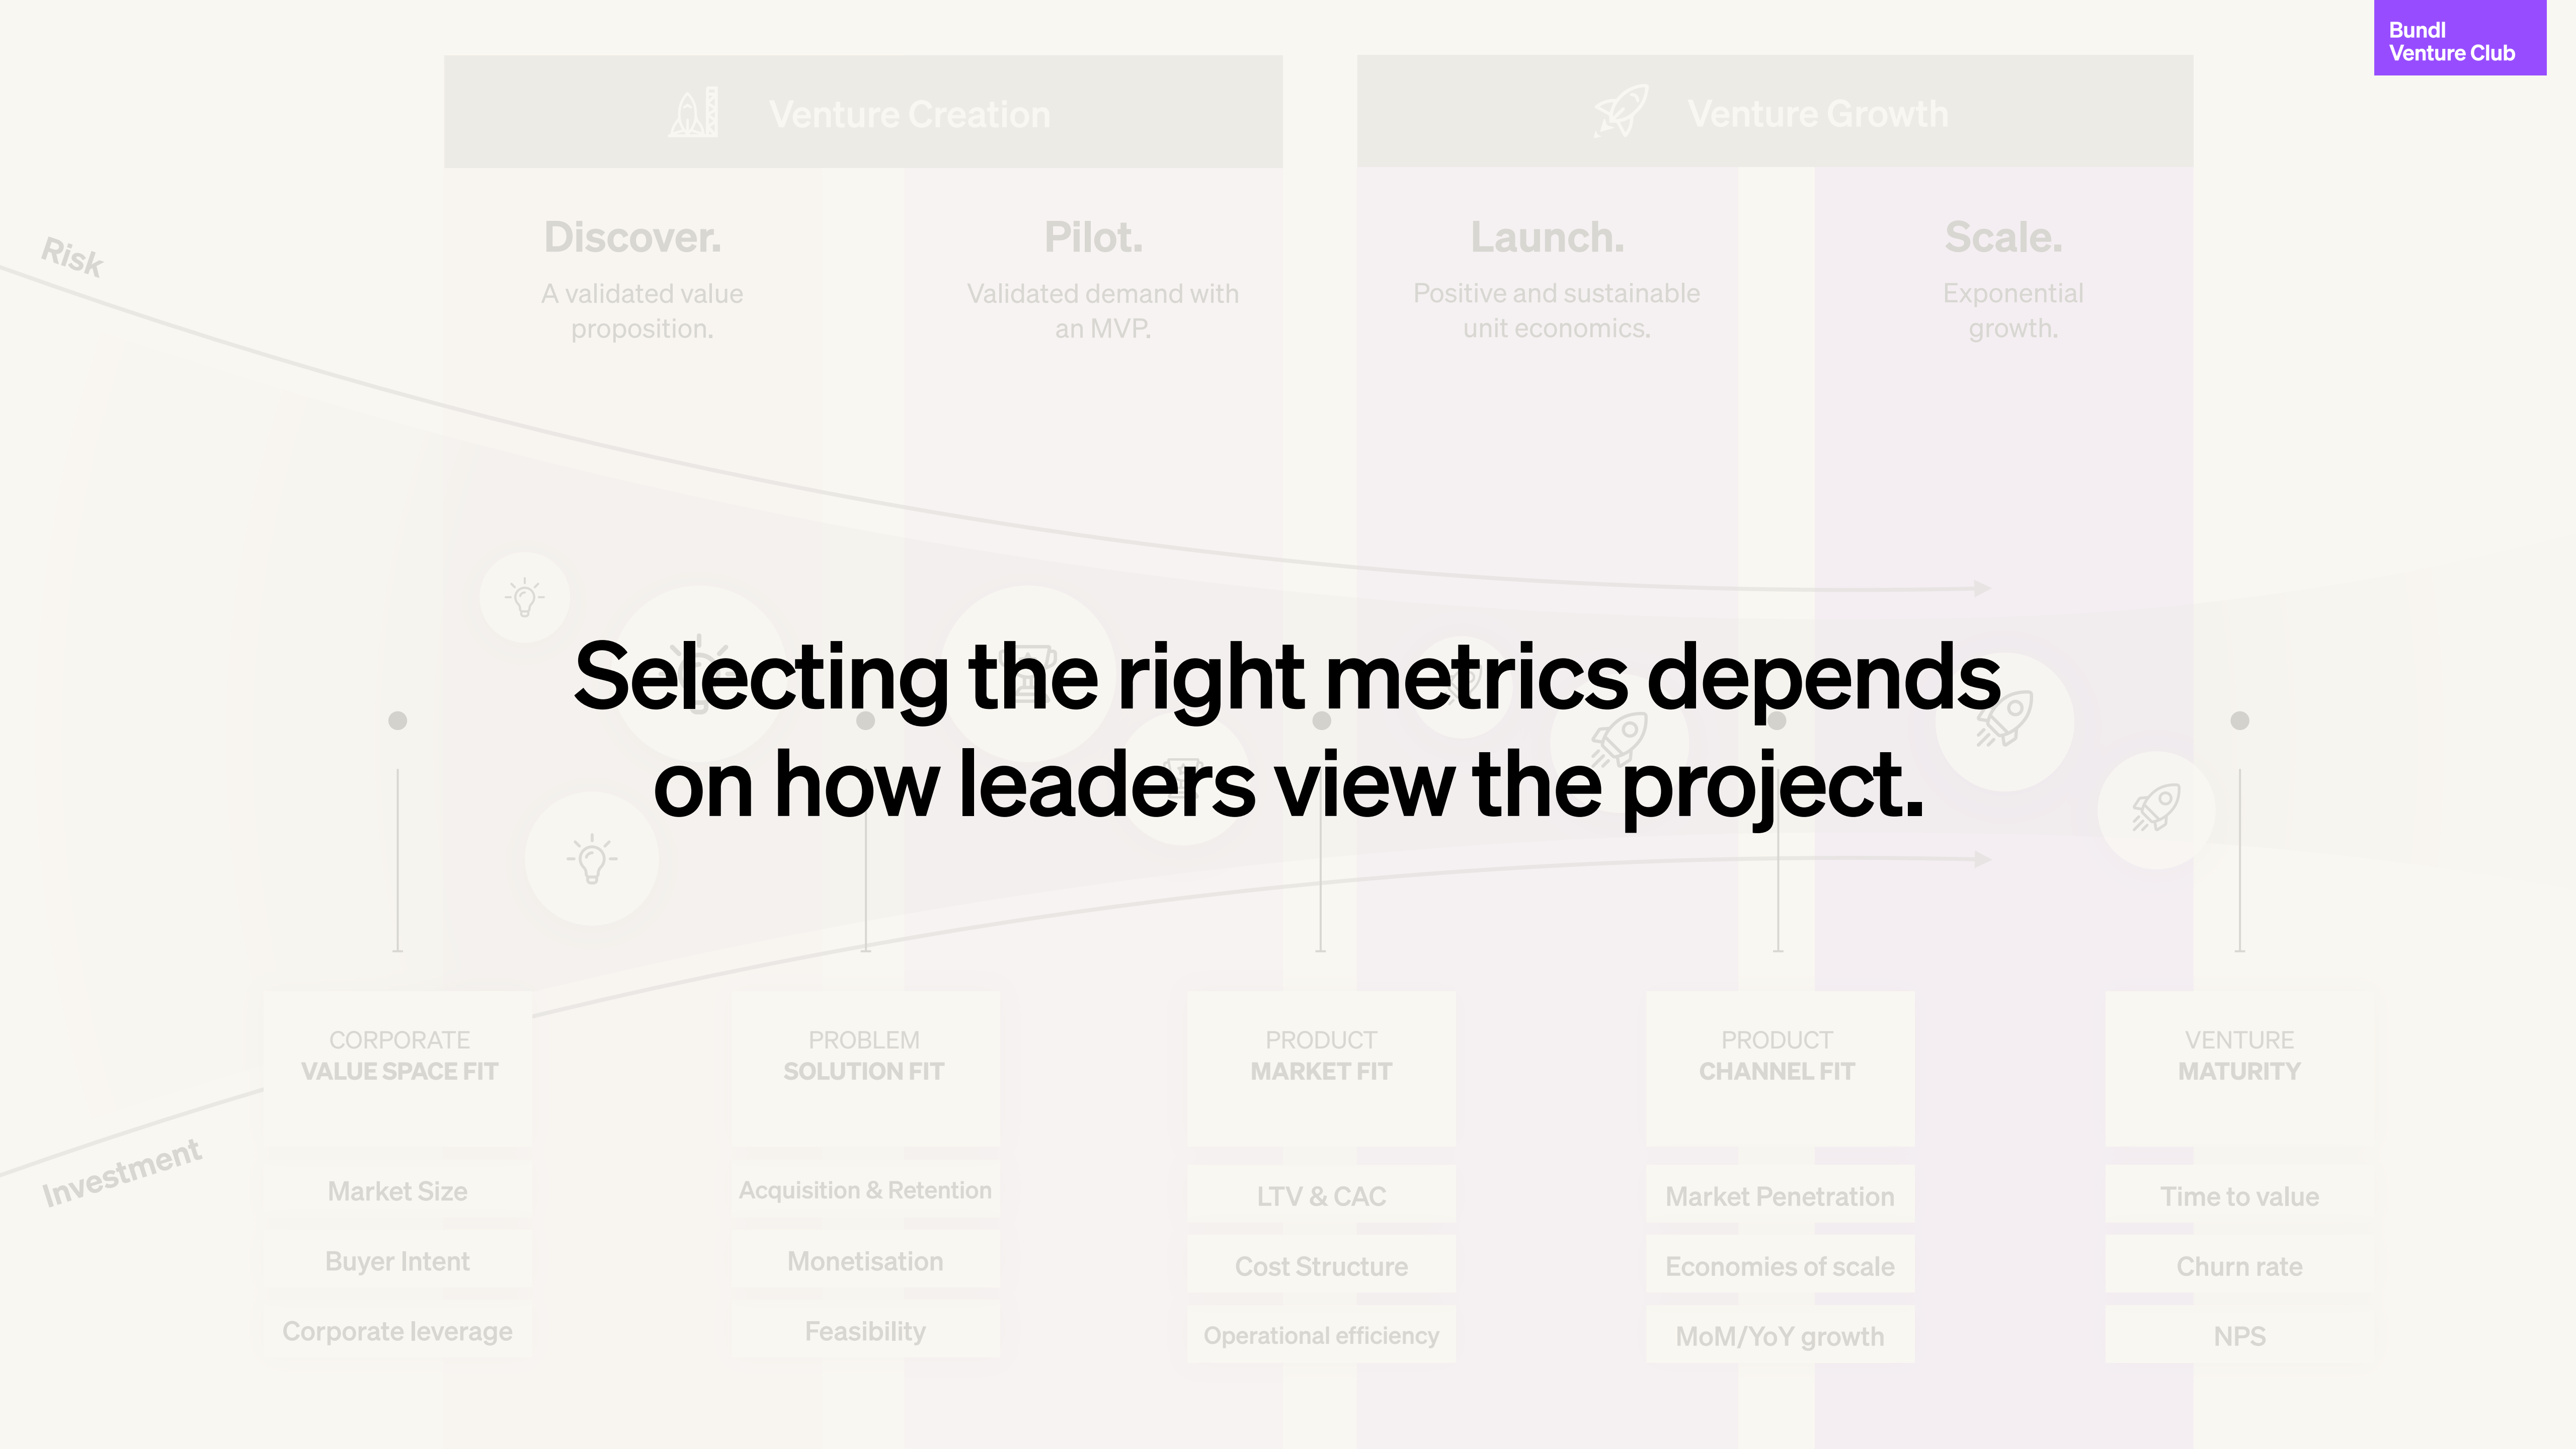 Bundl
Venture Club
Venture Creation
Venture Growth
Discover.
A validated value
proposition.
Pilot.
Validated demand with
an MVP.
Launch.
Positive and sustainable
unit economics.
Scale.
Exponential
growth.
Risk
Selecting the right metrics depends
on how leaders view the project.
Investment
CORPORATE
VALUE SPACE FIT
Market Size
Buyer Intent
Corporate leverage
PROBLEM
SOLUTION FIT
Acquisition & Retention
Monetisation
Feasibility
PRODUCT
MARKET FIT
LTV & CAC
Cost Structure
Operational efficiency
PRODUCT
CHANNEL FIT
Market Penetration
Economies of scale
MoM/YoY growth
VENTURE
MATURITY
Time to value
Churn rate
NPS